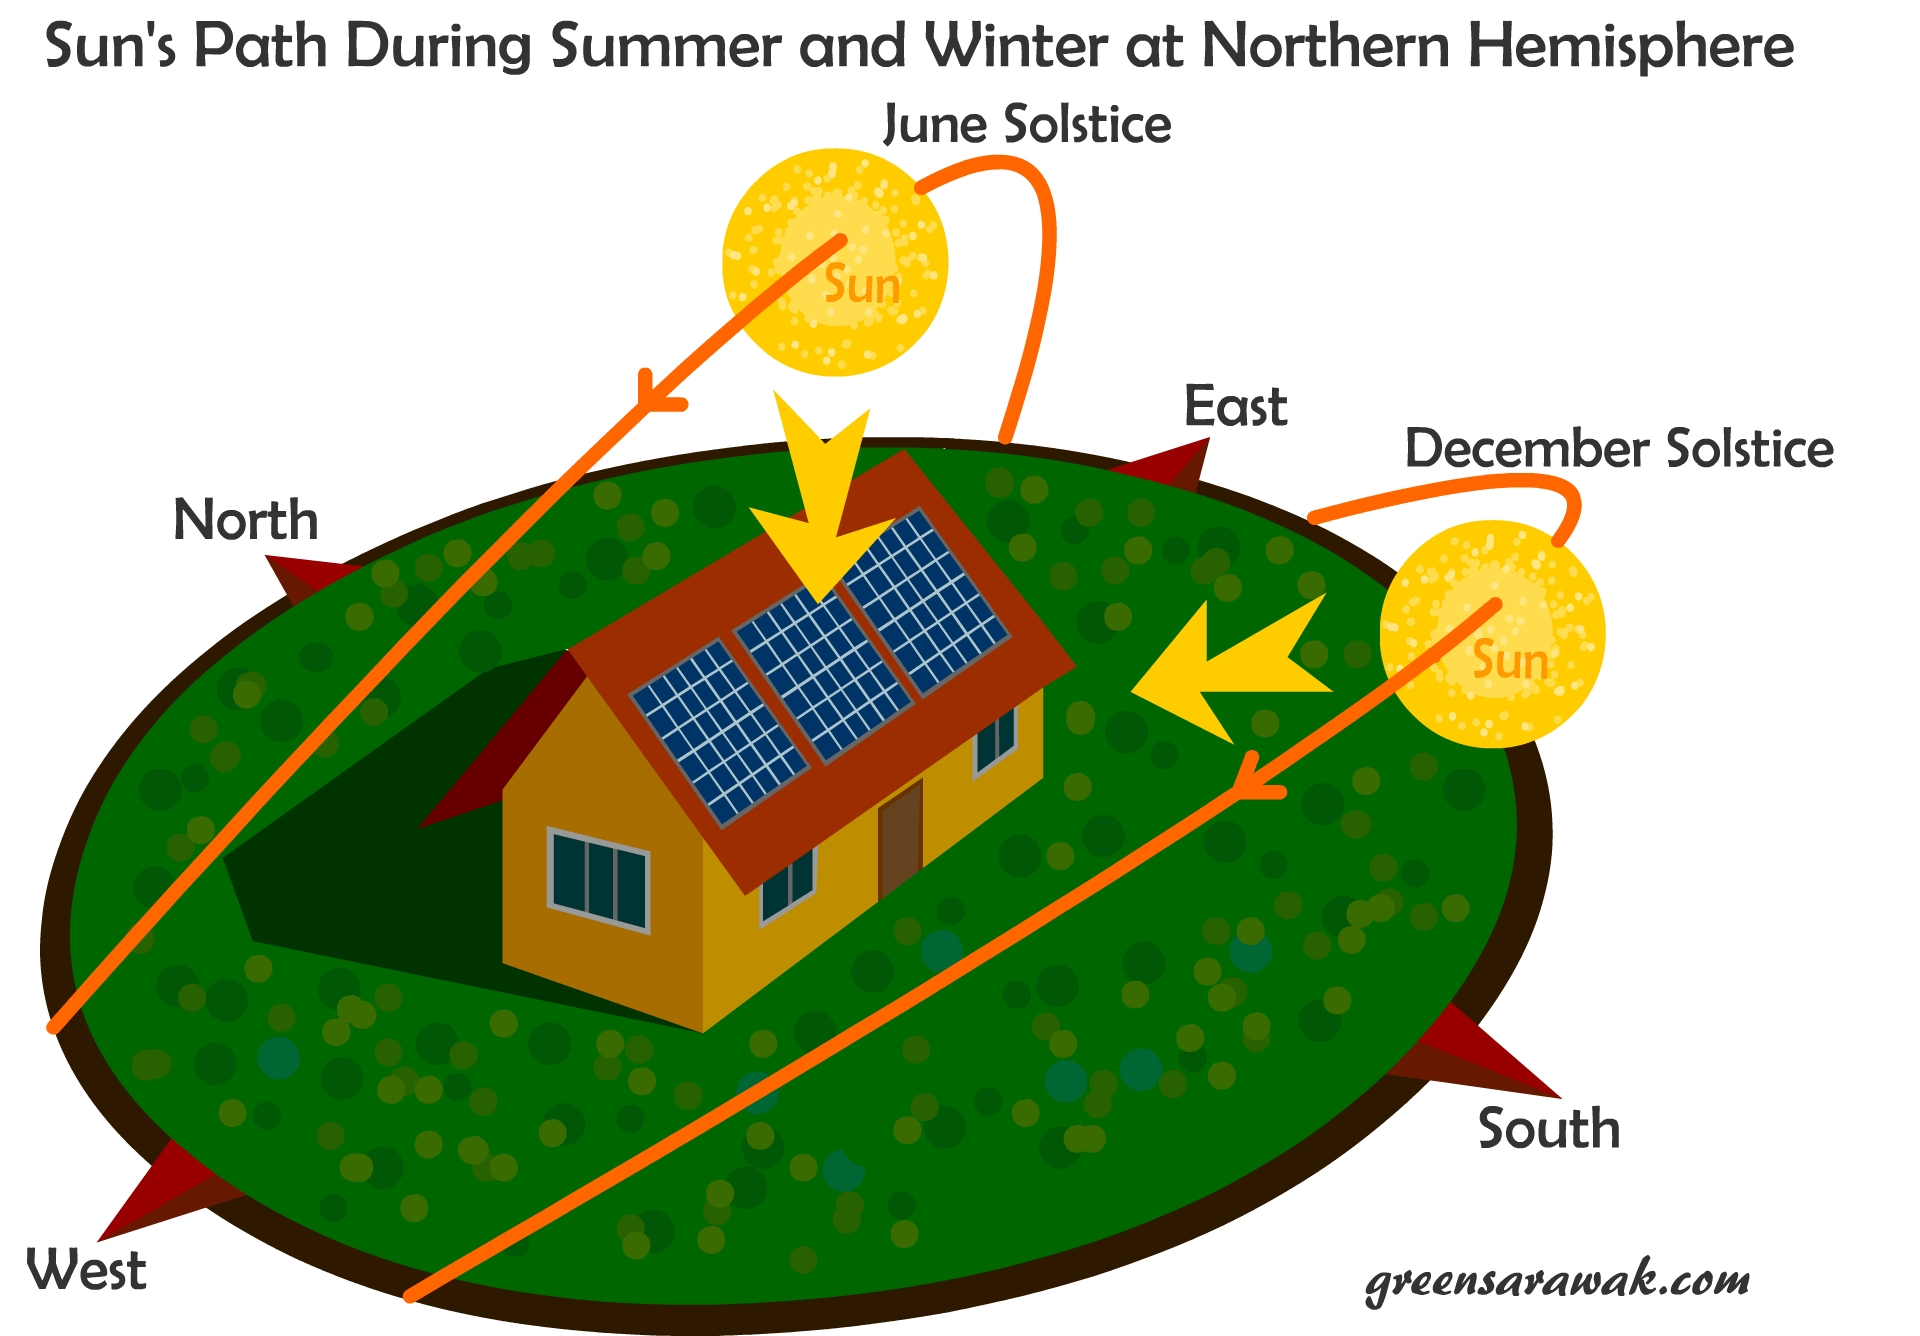 Sun's Path During Summer and Winter at Northern Hemisphere
June Solstice
Sun
East
December Solstice
North
Sun
South
West
greensarawak.com